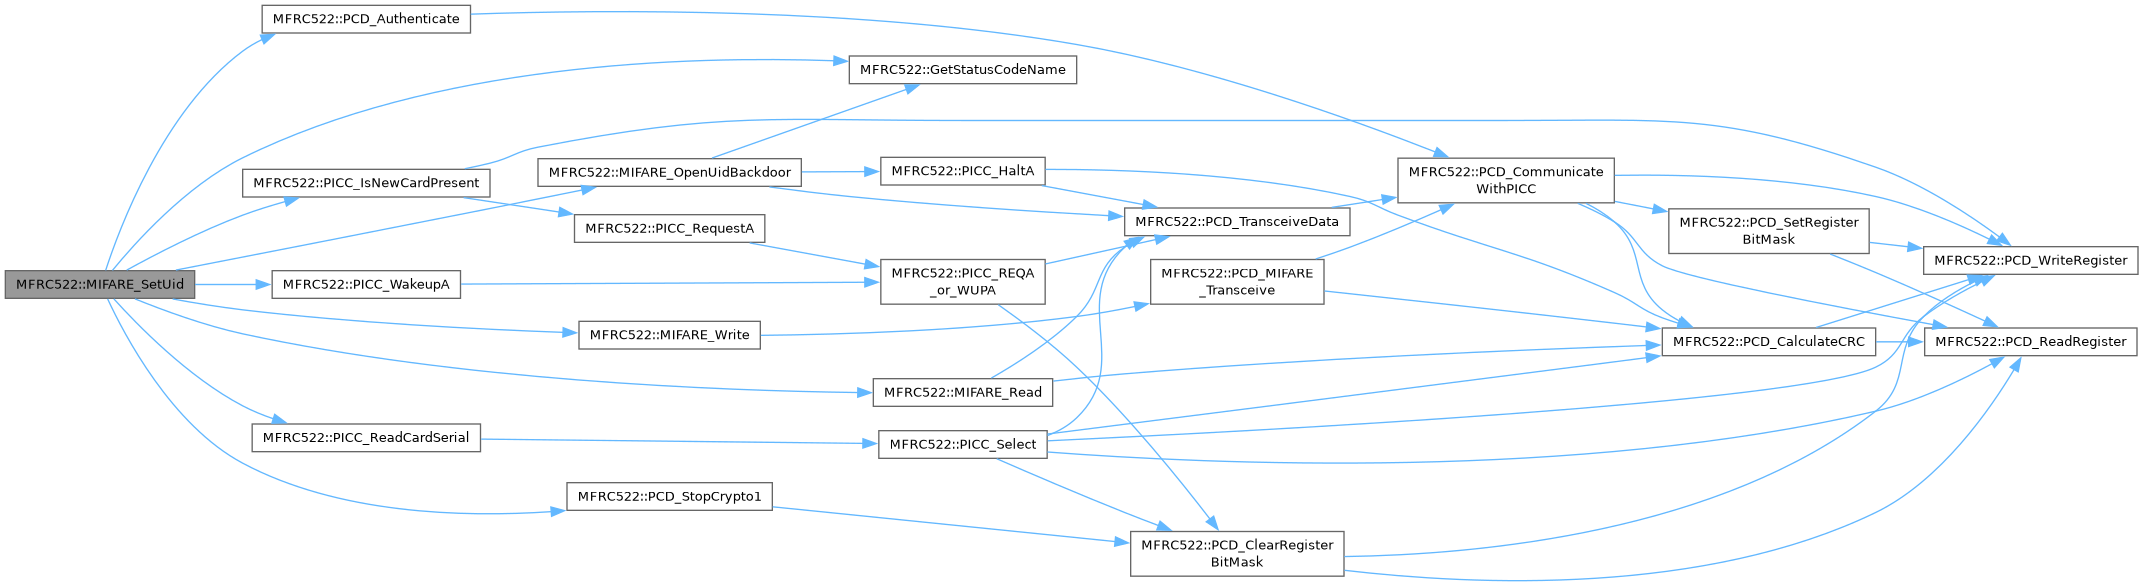 MFRC522::PCD_Authenticate
MFRC522::GetStatusCodeName
MFRC522::PICC_IsNewCardPresent
MFRC522::MIFARE_OpenUidBackdoor
MFRC522::PICC_HaltA
MFRC522::PCD_Communicate
WithPICC
MFRC522::PICC_RequestA
MFRC522::PCD_TransceiveData
MFRC522::PCD_SetRegister
BitMask
MFRC522::PCD_WriteRegister
MFRC522::MIFARE_SetUid
MFRC522::PICC_WakeupA
MFRC522::PICC_REQA
_or_WUPA
MFRC522::PCD_MIFARE
_Transceive
MFRC522::MIFARE_Write
MFRC522::PCD_CalculateCRC
MFRC522::PCD_ReadRegister
MFRC522::MIFARE_Read
MFRC522::PICC_ReadCardSerial
MFRC522::PICC_Select
MFRC522::PCD_StopCrypto1
MFRC522::PCD_ClearRegister
BitMask